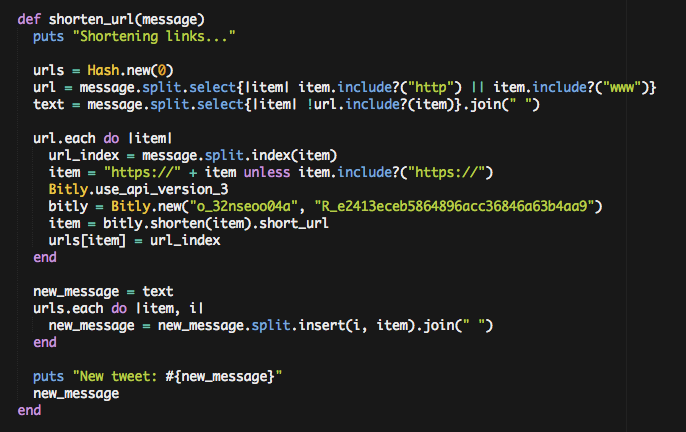 def shorten_url(message)
  puts "Shortening links..."

  urls = Hash.new(0)
  url = message.split.select{|item| item.include?("http") || item.include?("www")}
  text = message.split.select{|item| !url.include?(item)}.join(" ")

  url.each do |item|
    url_index = message.split.index(item)
    item = "https://" + item unless item.include?("https://")
    Bitly.use_api_version_3
    bitly = Bitly.new("o_32nseoo04a", "R_e2413eceb5864896acc36846a63b4aa9")
    item = bitly.shorten(item).short_url
    urls[item] = url_index
  end

  new_message = text
  urls.each do |item, i|
    new_message = new_message.split.insert(i, item).join(" ")
  end

  puts "New tweet: #{new_message}"
  new_message
end